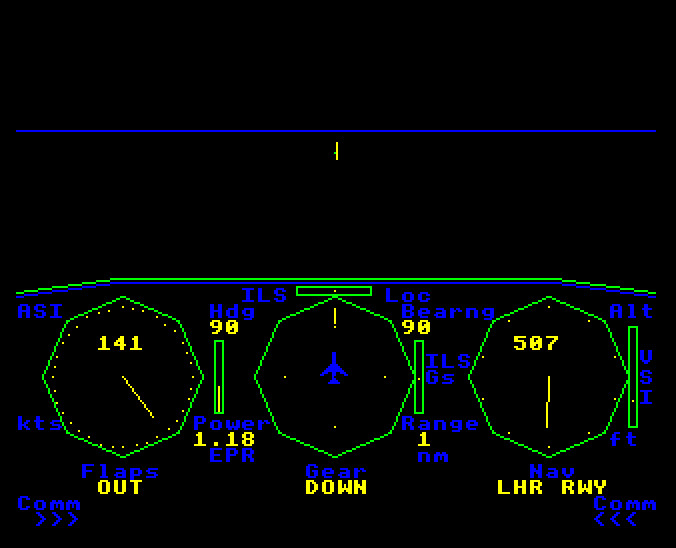 ILS Loc
ASI Hdg Bearng Alt
90 90
141 507
ILS V
Gs S
I
kts Power Range
1.18 1 ft
EPR nm
Flaps Gear Nav
OUT DOWN LHR RWY
Comm Comm
>>> <<<